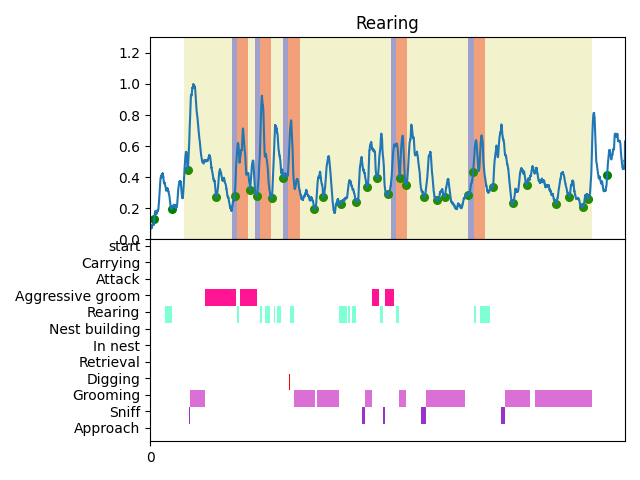 Rearing
1.2
1.0
0.8
0.6
0.4
0.2
0.0
start
Carrying
Attack
Aggressive groom
Rearing
Nest building
In nest
Retrieval
Digging
Grooming
Sniff
Approach
0